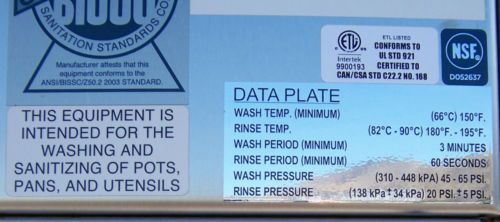 BISSC
SANITATION STANDARDS CO
Manufacturer attests that this
equipment conforms to the
ANSI/BISSC/Z50.2 2003 STANDARD.
THIS EQUIPMENT IS
INTENDED FOR THE
WASHING AND
SANITIZING OF POTS,
PANS, AND UTENSILS
ETL LISTED
CONFORMS TO
UL STD 921
CERTIFIED TO
CAN/CSA STD C22.2 NO. 168
ETL
Intertek
9900193
NSF.
DO52637
DATA PLATE
WASH TEMP. (MINIMUM) (66°C) 150°F.
RINSE TEMP. (82°C - 90°C) 180°F. - 195°F.
WASH PERIOD (MINIMUM) 3 MINUTES
RINSE PERIOD (MINIMUM) 60 SECONDS
WASH PRESSURE (310 - 448 kPA) 45 - 65 PSI.
RINSE PRESSURE (138 kPa ± 34 kPa) 20 PSI ± 5 PSI.